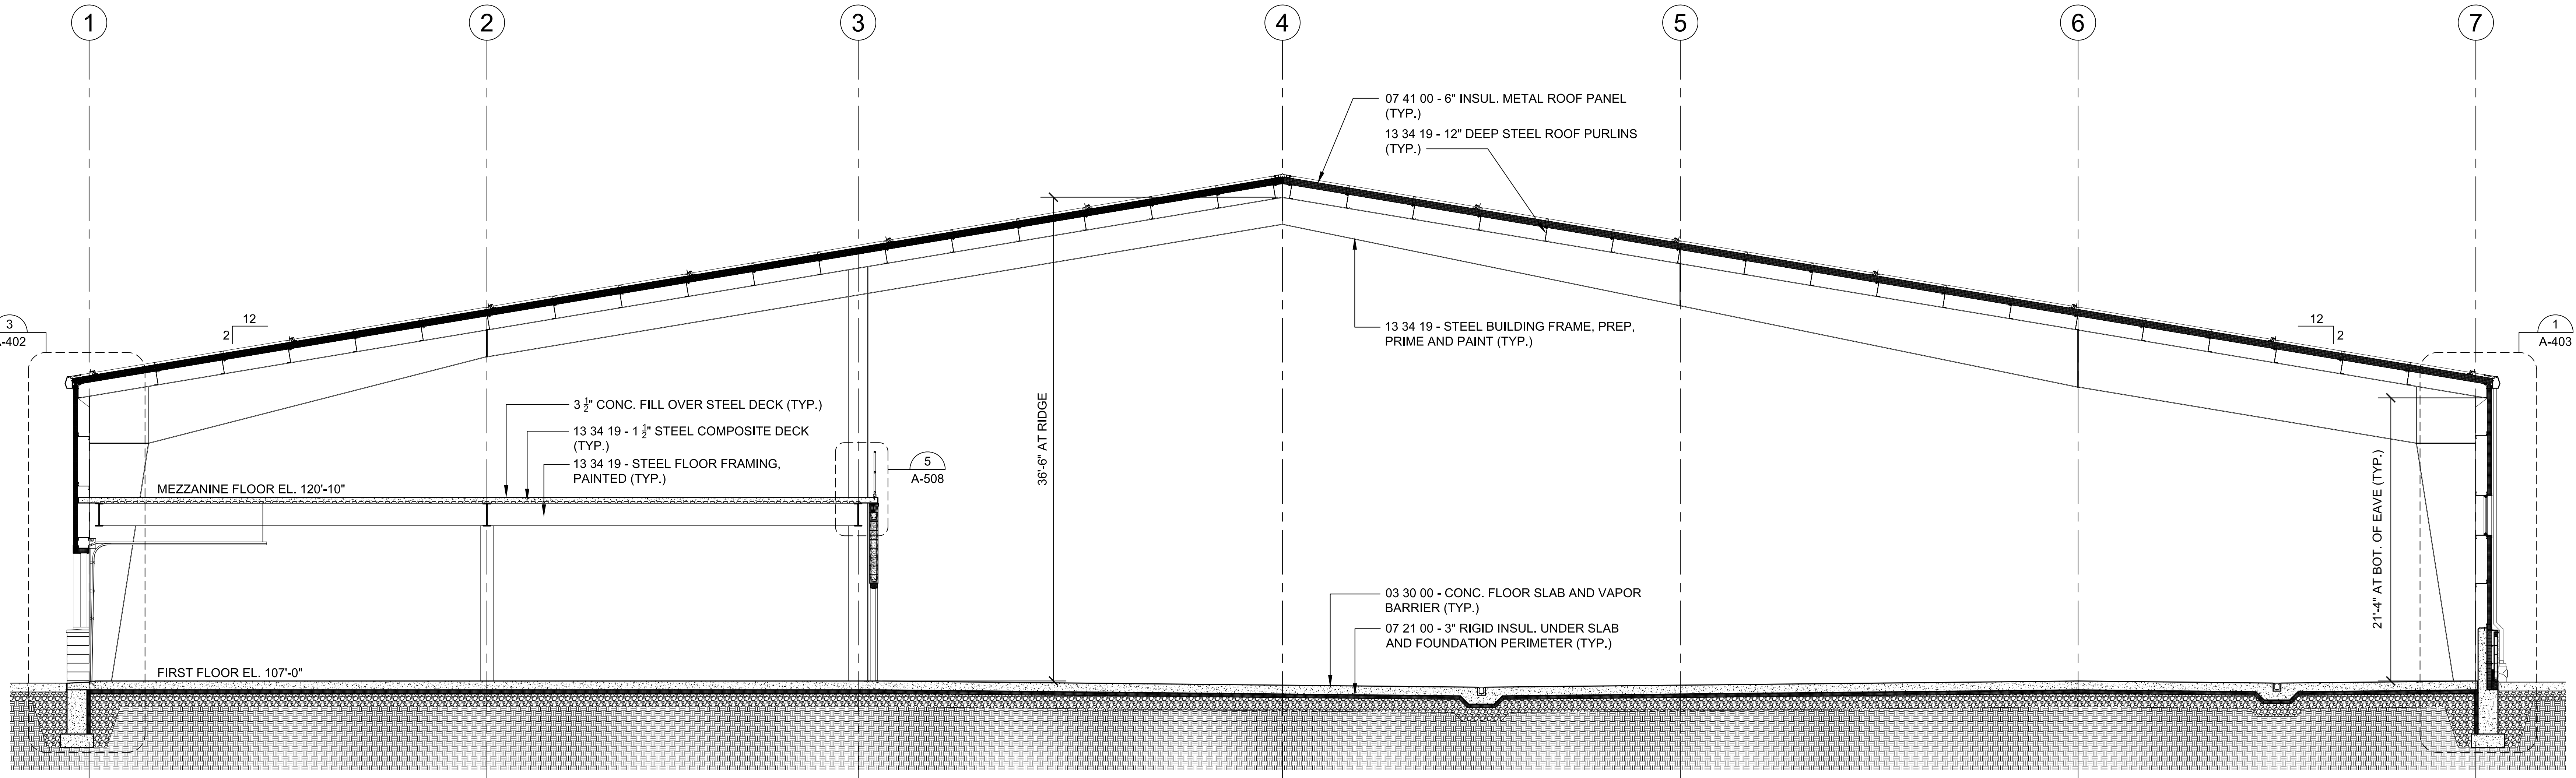 1
2
3
4
5
6
7
07 41 00 - 6" INSUL. METAL ROOF PANEL
(TYP.)
13 34 19 - 12" DEEP STEEL ROOF PURLINS
(TYP.)
3
A-402
12
2
13 34 19 - STEEL BUILDING FRAME, PREP,
PRIME AND PAINT (TYP.)
12
2
1
A-403
3 ½" CONC. FILL OVER STEEL DECK (TYP.)
13 34 19 - 1 ½" STEEL COMPOSITE DECK
(TYP.)
13 34 19 - STEEL FLOOR FRAMING,
PAINTED (TYP.)
5
A-508
36'-6" AT RIDGE
MEZZANINE FLOOR EL. 120'-10"
21'-4" AT BOT. OF EAVE (TYP.)
03 30 00 - CONC. FLOOR SLAB AND VAPOR
BARRIER (TYP.)
07 21 00 - 3" RIGID INSUL. UNDER SLAB
AND FOUNDATION PERIMETER (TYP.)
FIRST FLOOR EL. 107'-0"